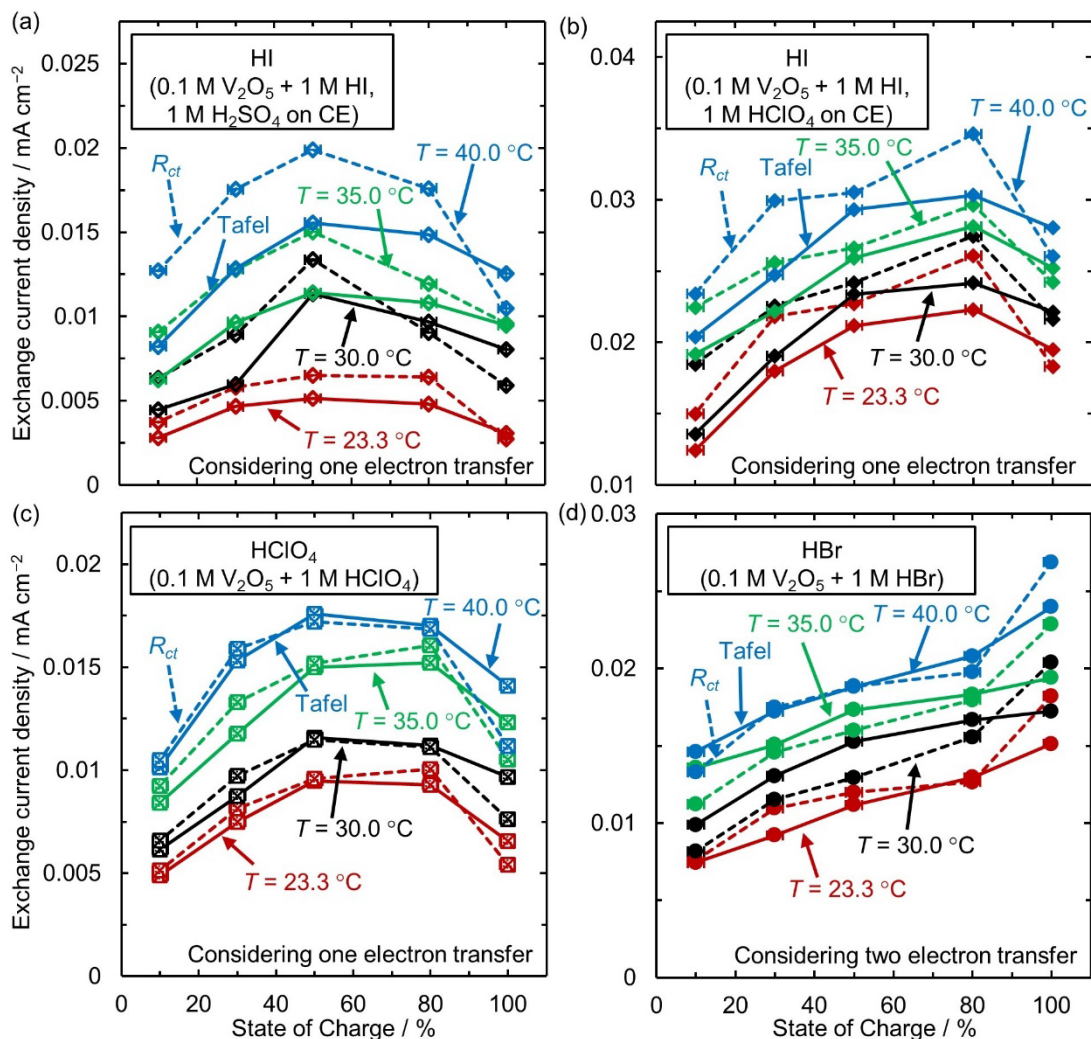 (a)
Exchange current density / mA cm⁻²
0.025
0.02
0.015
0.01
0.005
0
HI
(0.1 M V₂O₅ + 1 M HI,
1 M H₂SO₄ on CE)
R_ct
Tafel
T = 40.0 °C
T = 35.0 °C
T = 30.0 °C
T = 23.3 °C
Considering one electron transfer
(b)
0.04
0.03
0.02
0.01
HI
(0.1 M V₂O₅ + 1 M HI,
1 M HClO₄ on CE)
R_ct
Tafel
T = 35.0 °C
T = 40.0 °C
T = 30.0 °C
T = 23.3 °C
Considering one electron transfer
(c)
Exchange current density / mA cm⁻²
0.02
0.015
0.01
0.005
0
HClO₄
(0.1 M V₂O₅ + 1 M HClO₄)
R_ct
Tafel
T = 40.0 °C
T = 35.0 °C
T = 30.0 °C
T = 23.3 °C
Considering one electron transfer
0 20 40 60 80 100
State of Charge / %
(d)
0.03
0.02
0.01
0
HBr
(0.1 M V₂O₅ + 1 M HBr)
R_ct
Tafel
T = 35.0 °C
T = 40.0 °C
T = 30.0 °C
T = 23.3 °C
Considering two electron transfer
0 20 40 60 80 100
State of Charge / %